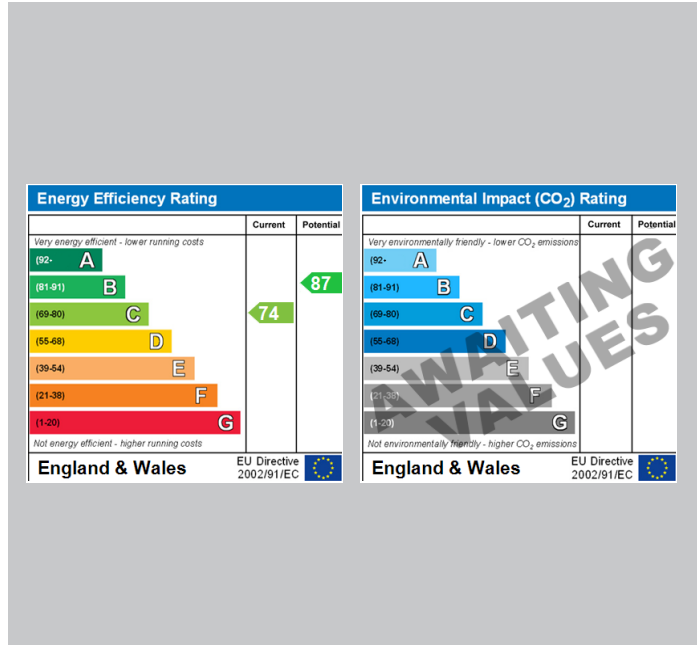 Energy Efficiency Rating
Current Potential
Very energy efficient - lower running costs
(92- A
(81-91) B
87
(69-80) C
74
(55-68) D
(39-54) E
(21-38) F
(1-20) G
Not energy efficient - higher running costs
England & Wales
EU Directive
2002/91/EC
Environmental Impact (CO2) Rating
Current Potential
Very environmentally friendly - lower CO2 emissions
(92- A
(81-91) B
(69-80) C
(55-68) D
(39-54) E
(21-38) F
(1-20) G
AWAITING
VALUES
Not environmentally friendly - higher CO2 emissions
England & Wales
EU Directive
2002/91/EC